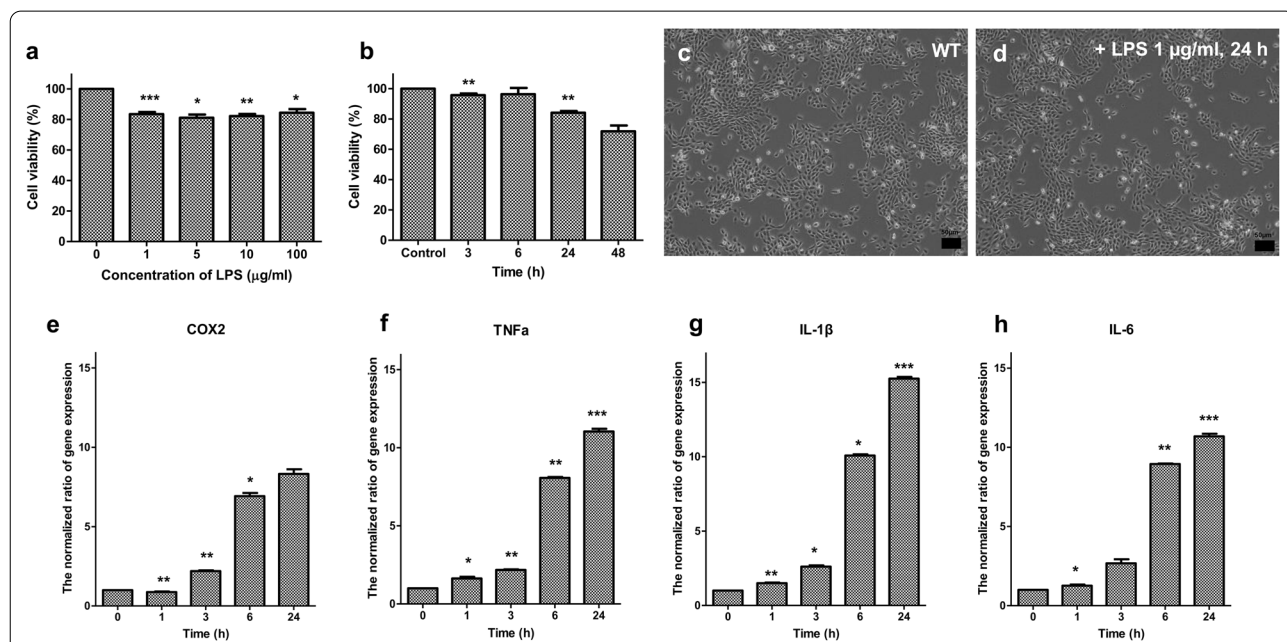 a
Cell viability (%)
100
80
60
40
20
0
***
*
**
*
0 1 5 10 100
Concentration of LPS (µg/ml)
b
Cell viability (%)
100
80
60
40
20
0
**
**
Control 3 6 24 48
Time (h)
c
WT
50µm
d
+ LPS 1 µg/ml, 24 h
50µm
e
COX2
The normalized ratio of gene expression
15
10
5
0
**
**
*
0 1 3 6 24
Time (h)
f
TNFa
The normalized ratio of gene expression
15
10
5
0
*
**
**
***
0 1 3 6 24
Time (h)
g
IL-1β
The normalized ratio of gene expression
15
10
5
0
**
*
*
***
0 1 3 6 24
Time (h)
h
IL-6
The normalized ratio of gene expression
15
10
5
0
*
**
***
0 1 3 6 24
Time (h)